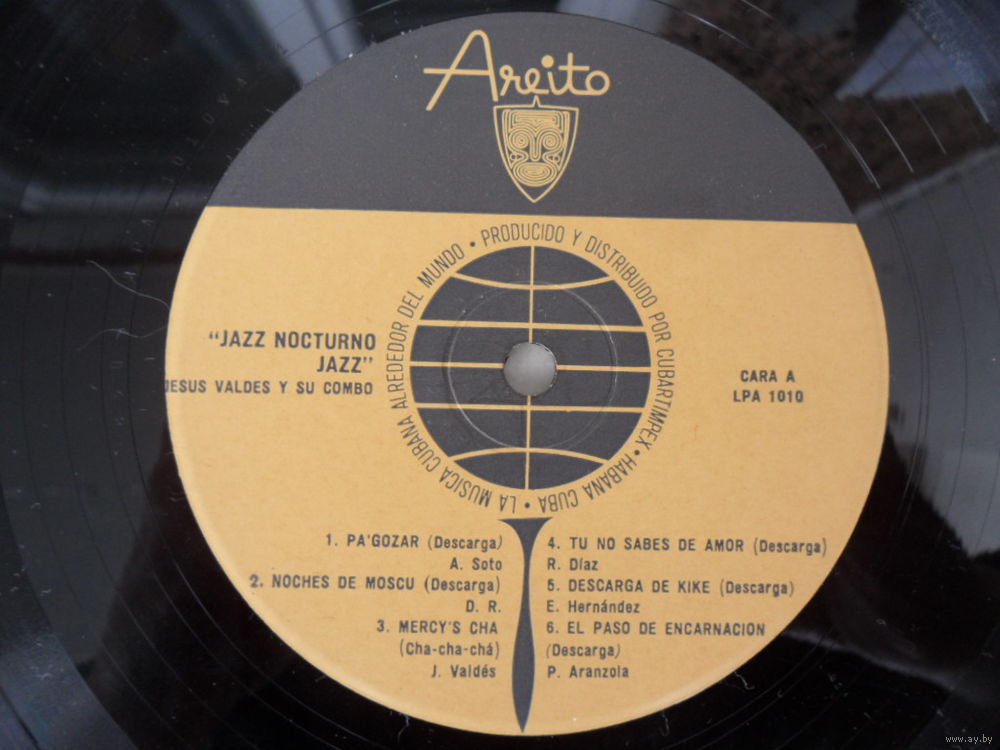 Areito
LA MUSICA CUBANA ALREDEDOR DEL MUNDO • PRODUCIDO Y DISTRIBUIDO POR CUBARTIMPEX • HABANA CUBA •
"JAZZ NOCTURNO
JAZZ"
JESUS VALDES Y SU COMBO
CARA A
LPA 1010
1. PA'GOZAR (Descarga)
A. Soto
2. NOCHES DE MOSCU (Descarga)
D. R.
3. MERCY'S CHA
(Cha-cha-chá)
J. Valdés
4. TU NO SABES DE AMOR (Descarga)
R. Díaz
5. DESCARGA DE KIKE (Descarga)
E. Hernández
6. EL PASO DE ENCARNACION
(Descarga)
P. Aranzola
www.ay.by